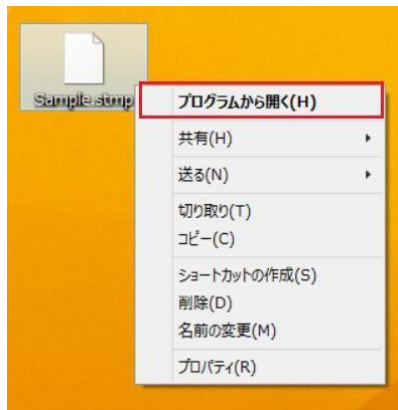 Sample.stmp
プログラムから開く(H)
共有(H)
送る(N)
切り取り(T)
コピー(C)
ショートカットの作成(S)
削除(D)
名前の変更(M)
プロパティ(R)